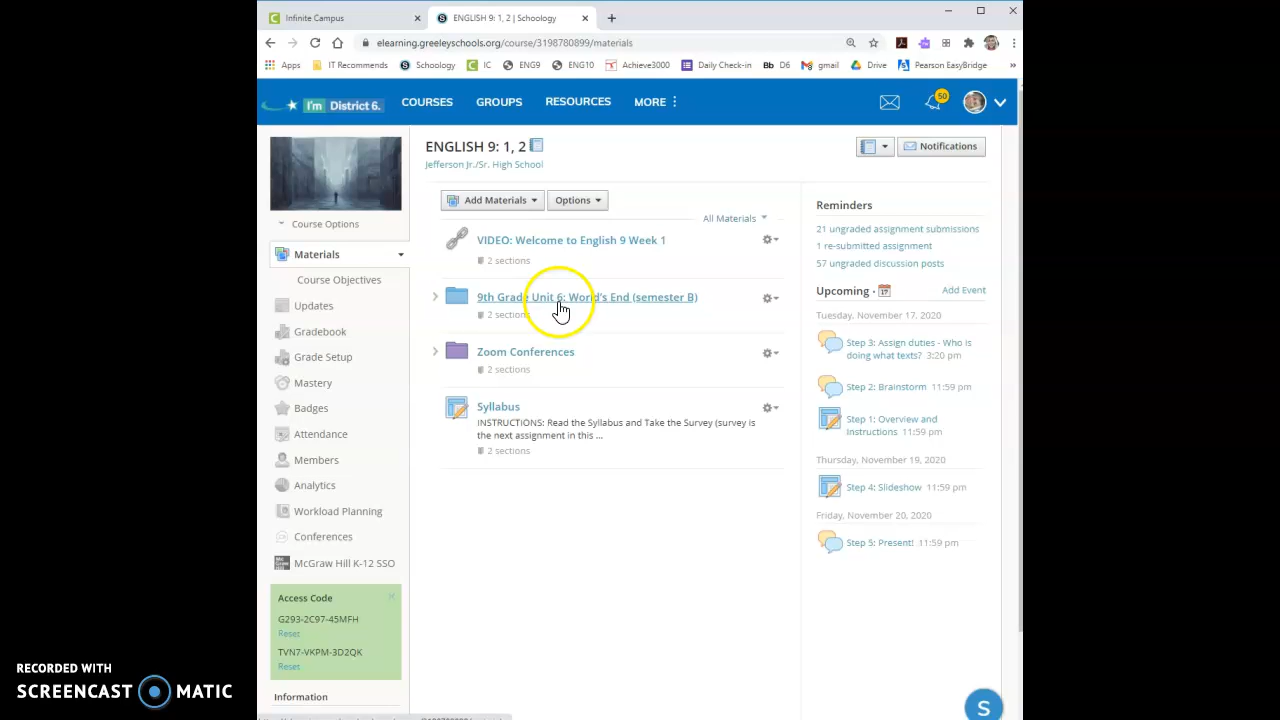 Infinite Campus
ENGLISH 9: 1, 2 | Schoology
elearning.greeleyschools.org/course/3198780899/materials
Apps
IT Recommends
Schoology
IC
ENG9
ENG10
Achieve3000
Daily Check-in
Bb D6
gmail
Drive
Pearson EasyBridge
»
I'm District 6.
COURSES
GROUPS
RESOURCES
MORE
50
ENGLISH 9: 1, 2
Jefferson Jr./Sr. High School
Notifications
Course Options
Materials
Course Objectives
Updates
Gradebook
Grade Setup
Mastery
Badges
Attendance
Members
Analytics
Workload Planning
Conferences
McGraw Hill K-12 SSO
Access Code
G293-2C97-45MFH
Reset
TVN7-VKPM-3D2QK
Reset
Information
Add Materials
Options
All Materials
VIDEO: Welcome to English 9 Week 1
2 sections
9th Grade Unit 6: World's End (semester B)
2 sections
Zoom Conferences
2 sections
Syllabus
INSTRUCTIONS: Read the Syllabus and Take the Survey (survey is
the next assignment in this ...
2 sections
Reminders
21 ungraded assignment submissions
1 re-submitted assignment
57 ungraded discussion posts
Upcoming ·
Add Event
Tuesday, November 17, 2020
Step 3: Assign duties - Who is
doing what texts? 3:20 pm
Step 2: Brainstorm 11:59 pm
Step 1: Overview and
Instructions 11:59 pm
Thursday, November 19, 2020
Step 4: Slideshow 11:59 pm
Friday, November 20, 2020
Step 5: Present! 11:59 pm
S
RECORDED WITH
SCREENCAST MATIC